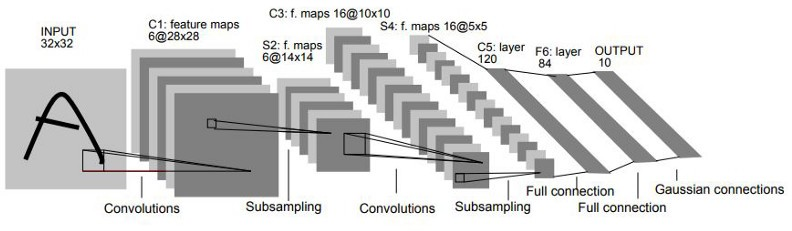 INPUT
32x32
C1: feature maps
6@28x28
S2: f. maps
6@14x14
C3: f. maps 16@10x10
S4: f. maps 16@5x5
C5: layer
120
F6: layer
84
OUTPUT
10
A
Convolutions
Subsampling
Convolutions
Subsampling
Full connection
Full connection
Gaussian connections